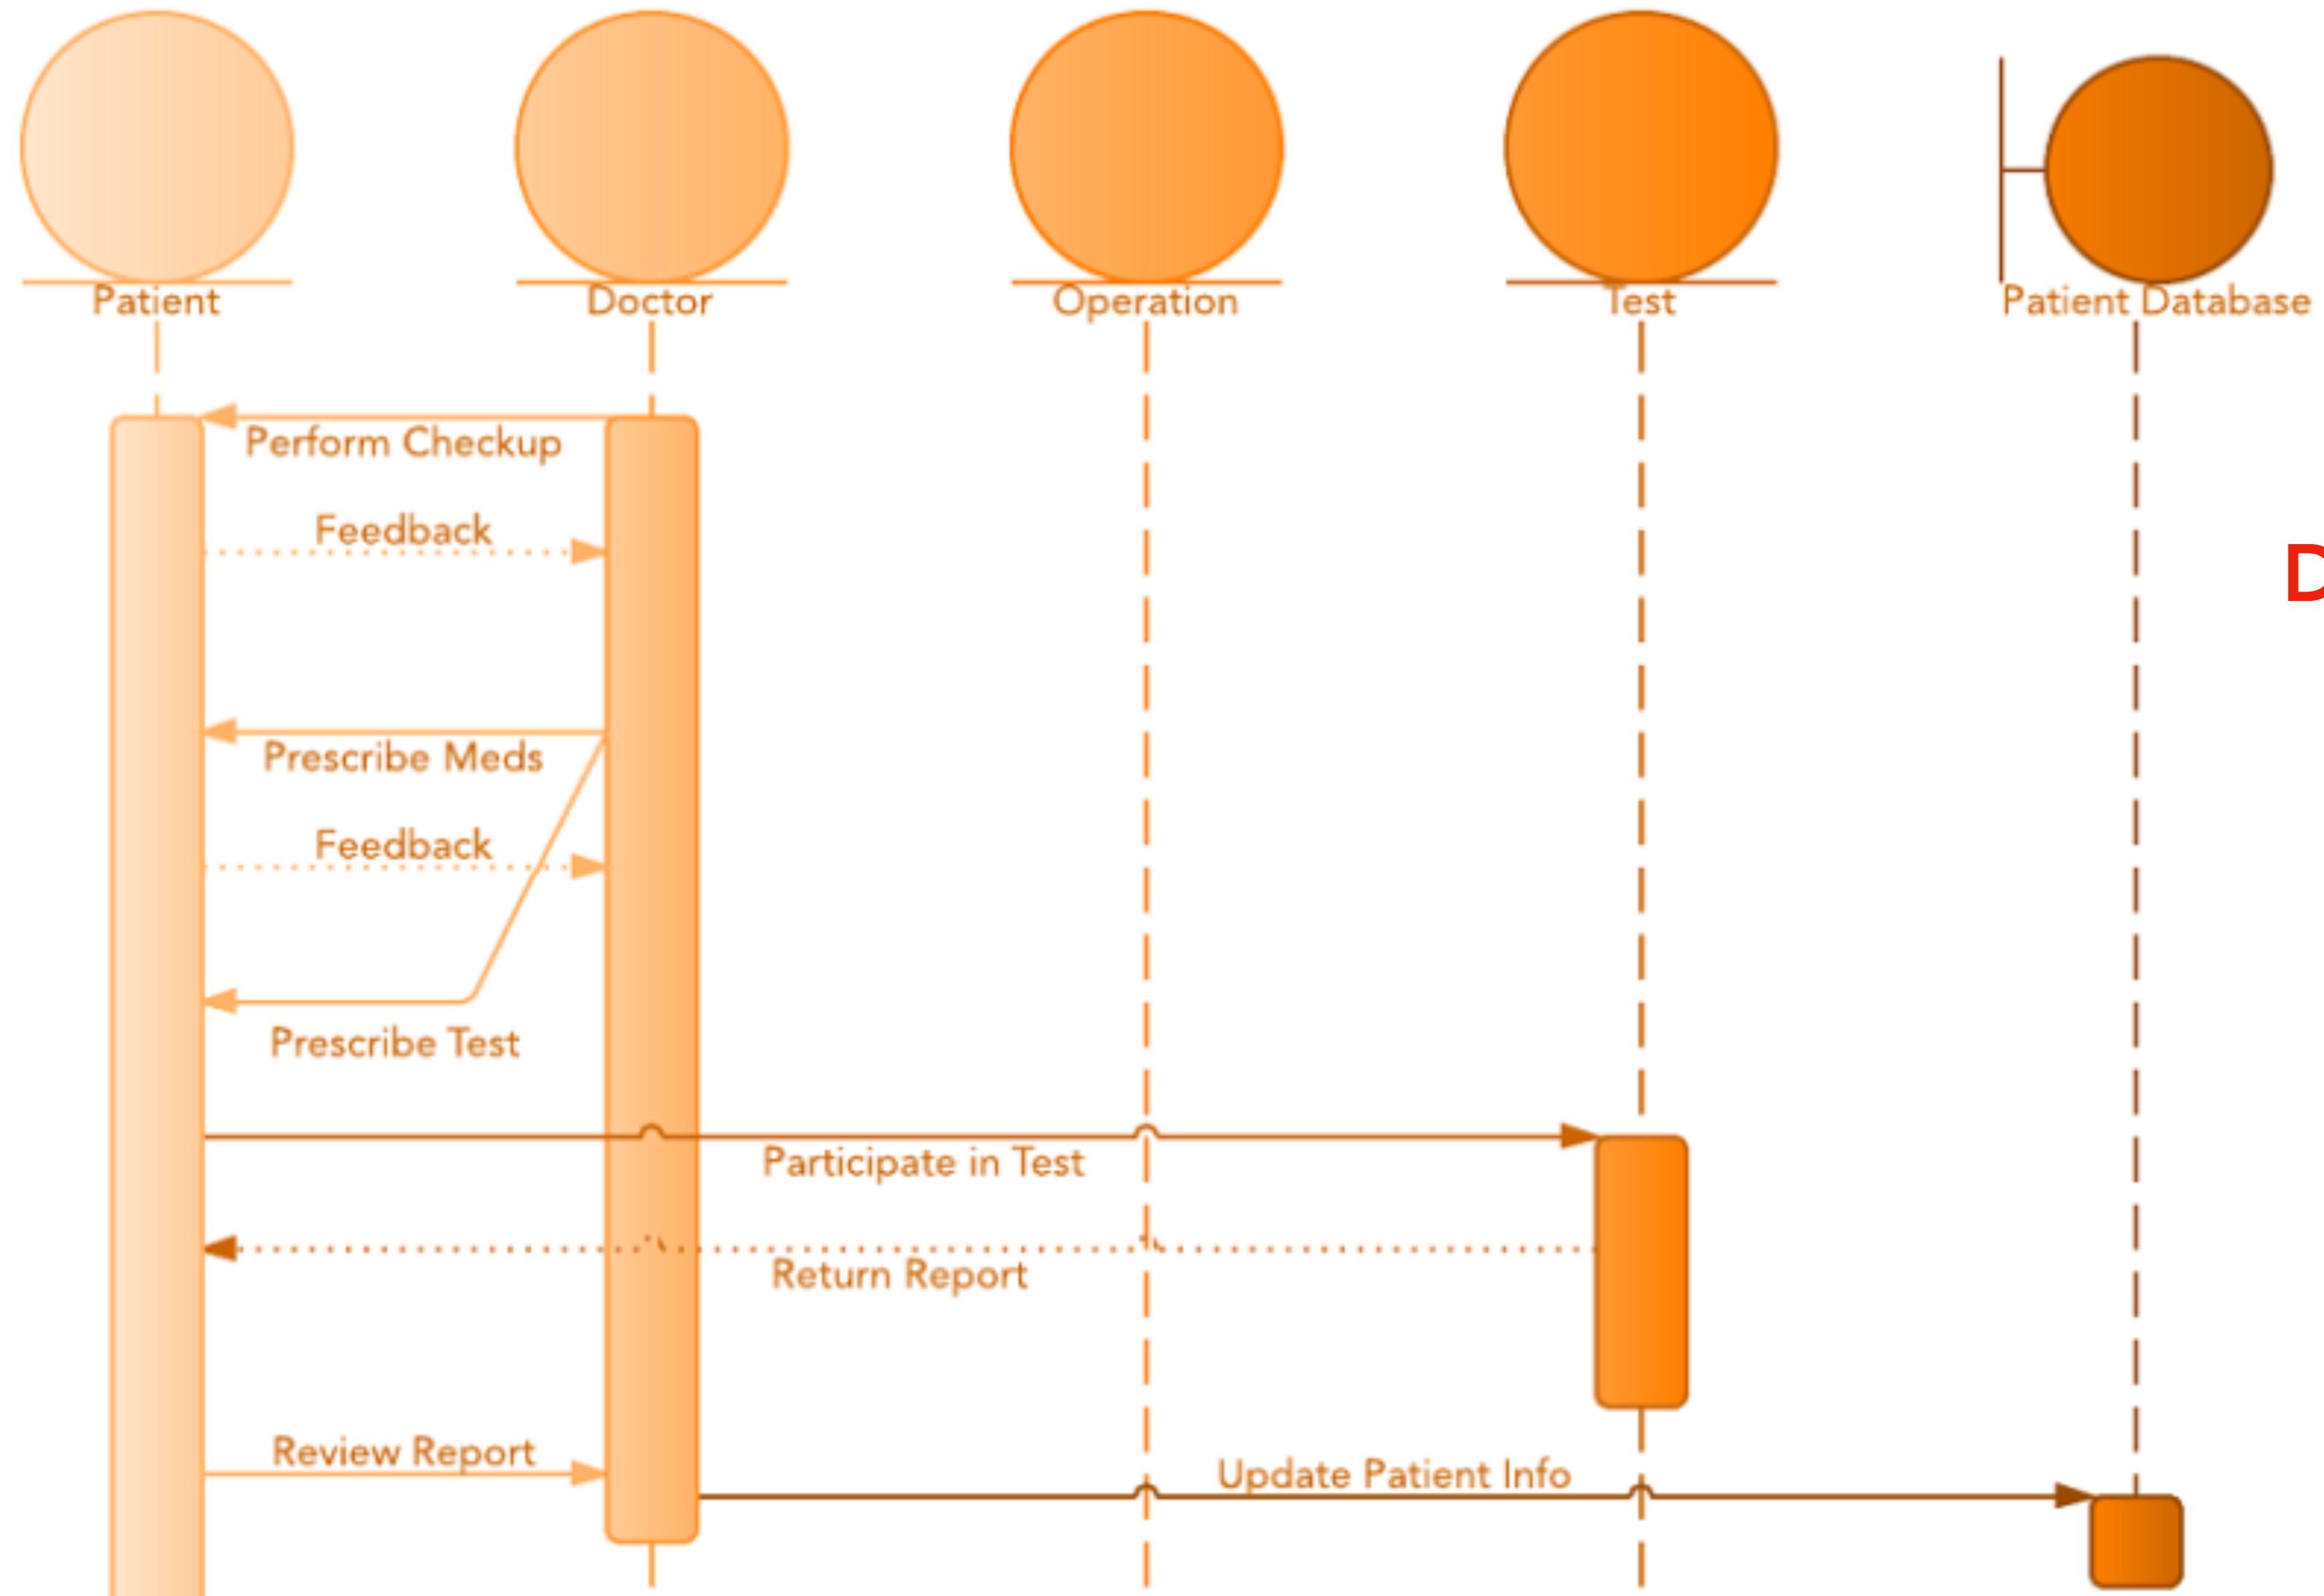 Patient
Doctor
Operation
Test
Patient Database
Perform Checkup
Feedback
D
Prescribe Meds
Feedback
Prescribe Test
Participate in Test
Return Report
Review Report
Update Patient Info